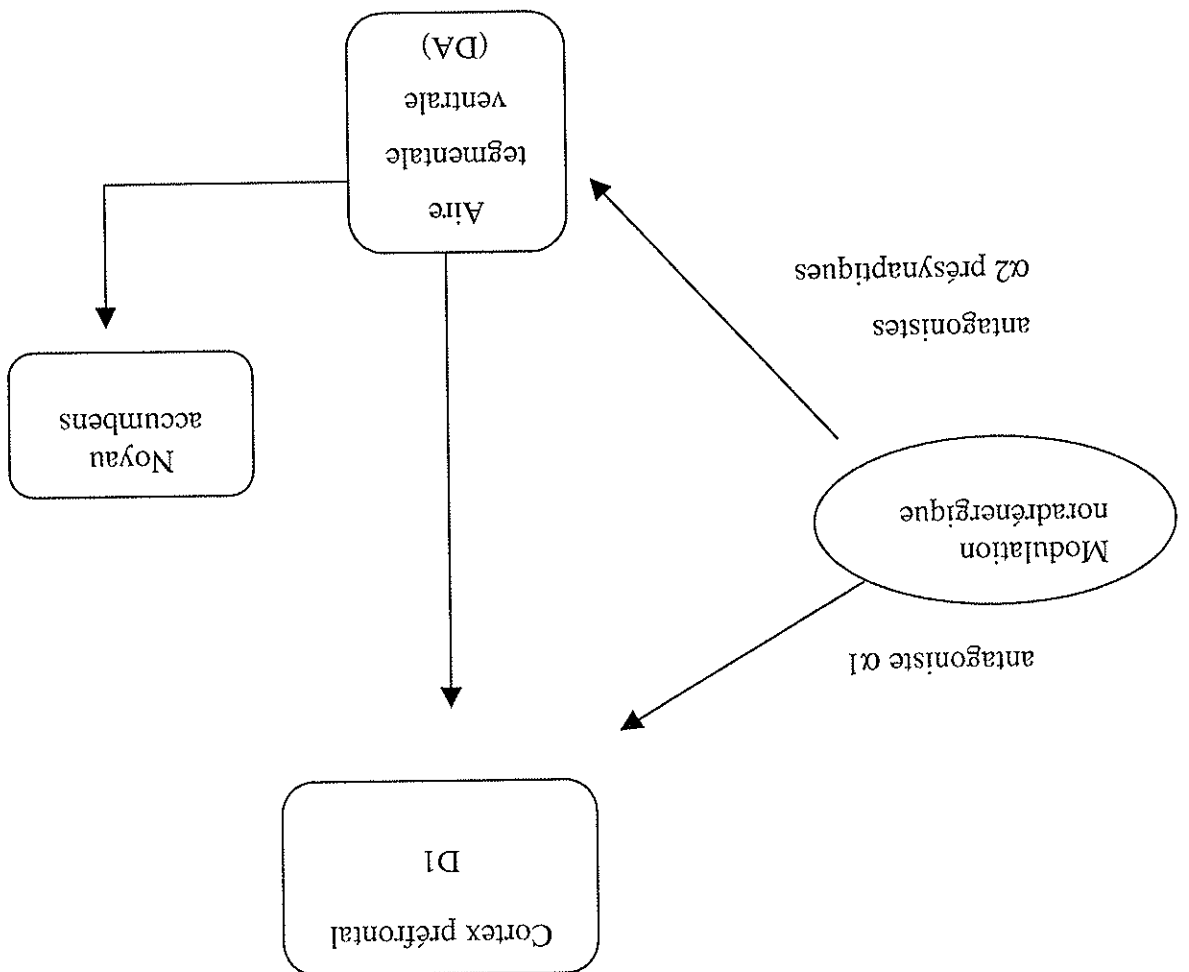 Cortex préfrontal
D1
antagoniste α1
Modulation
noradrénergique
Noyau
accumbens
antagonistes
α2 présynaptiques
Aire
tegmentale
ventrale
(DA)